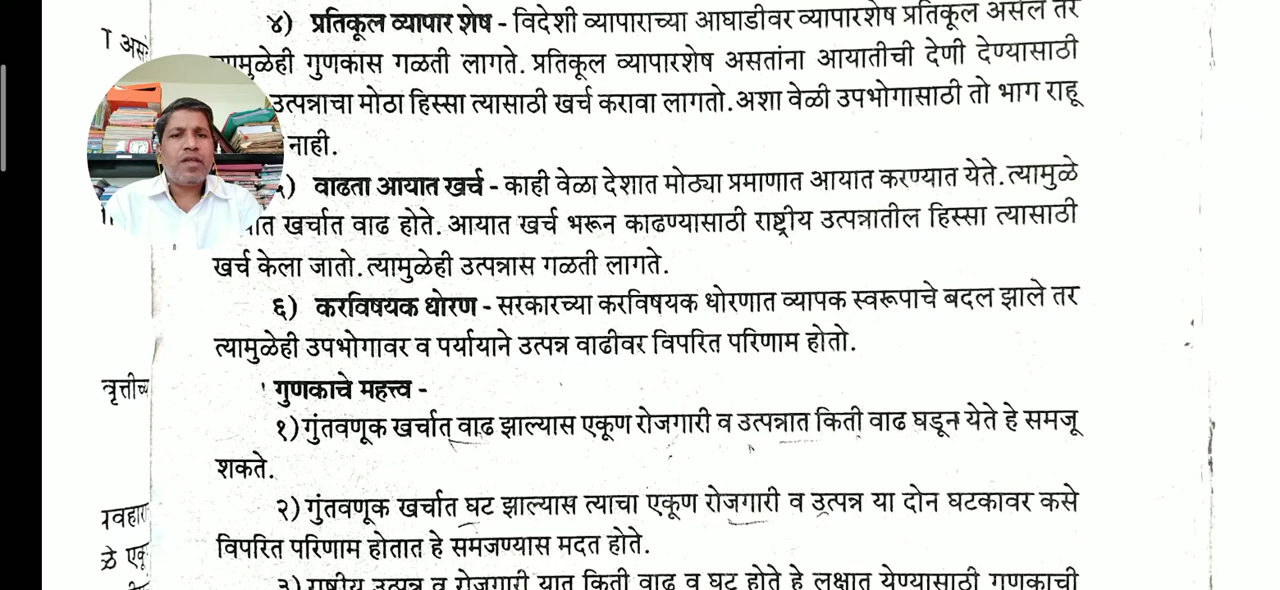 ४) प्रतिकूल व्यापार शेष - विदेशी व्यापाराच्या आघाडीवर व्यापारशेष प्रतिकूल असेल तर
गुणकास गळती लागते. प्रतिकूल व्यापारशेष असतांना आयातीची देणी देण्यासाठी
उत्पन्नाचा मोठा हिस्सा त्यासाठी खर्च करावा लागतो. अशा वेळी उपभोगासाठी तो भाग राहू
नाही.
) वाढता आयात खर्च - काही वेळा देशात मोठ्या प्रमाणात आयात करण्यात येते. त्यामुळे
खर्चात वाढ होते. आयात खर्च भरून काढण्यासाठी राष्ट्रीय उत्पन्नातील हिस्सा त्यासाठी
खर्च केला जातो. त्यामुळेही उत्पन्नास गळती लागते.
६) करविषयक धोरण - सरकारच्या करविषयक धोरणात व्यापक स्वरूपाचे बदल झाले तर
त्यामुळेही उपभोगावर व पर्यायाने उत्पन्न वाढीवर विपरित परिणाम होतो.
गुणकाचे महत्त्व -
१) गुंतवणूक खर्चात वाढ झाल्यास एकूण रोजगारी व उत्पन्नात किती वाढ घडून येते हे समजू
शकते.
२) गुंतवणूक खर्चात घट झाल्यास त्याचा एकूण रोजगारी व उत्पन्न या दोन घटकावर कसे
विपरित परिणाम होतात हे समजण्यास मदत होते.
३) राष्ट्रीय उत्पन्न व रोजगारी यात किती वाढ व घट होते हे लक्षात येण्यासाठी गुणकाची